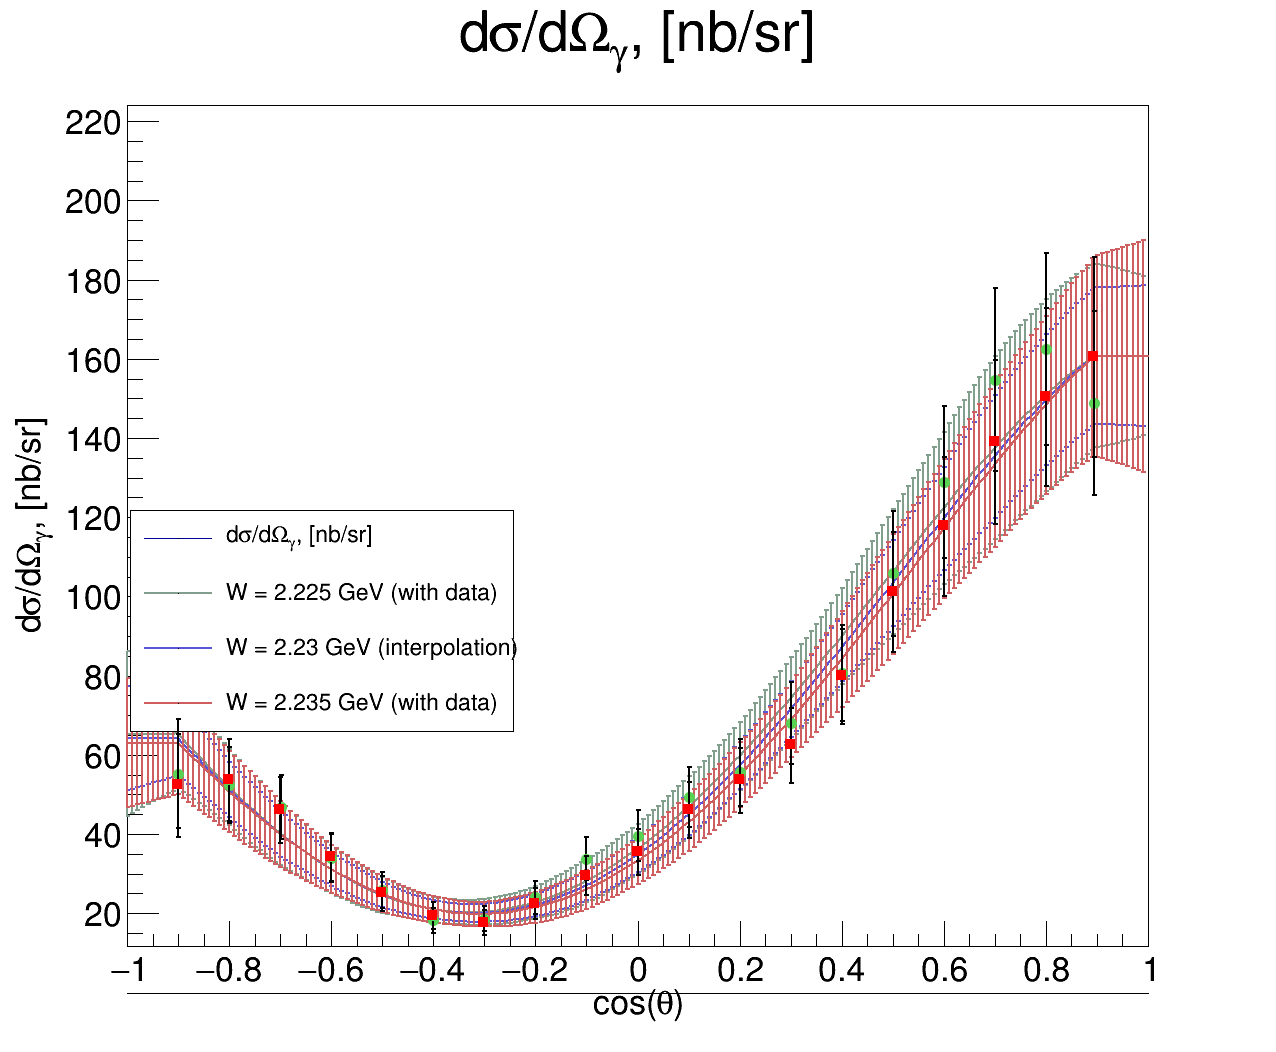 dσ/dΩγ, [nb/sr]
220
200
180
160
140
120
100
80
60
40
20
dσ/dΩγ, [nb/sr]
dσ/dΩγ, [nb/sr]
W = 2.225 GeV (with data)
W = 2.23 GeV (interpolation)
W = 2.235 GeV (with data)
−1 −0.8 −0.6 −0.4 −0.2 0 0.2 0.4 0.6 0.8 1
cos(θ)